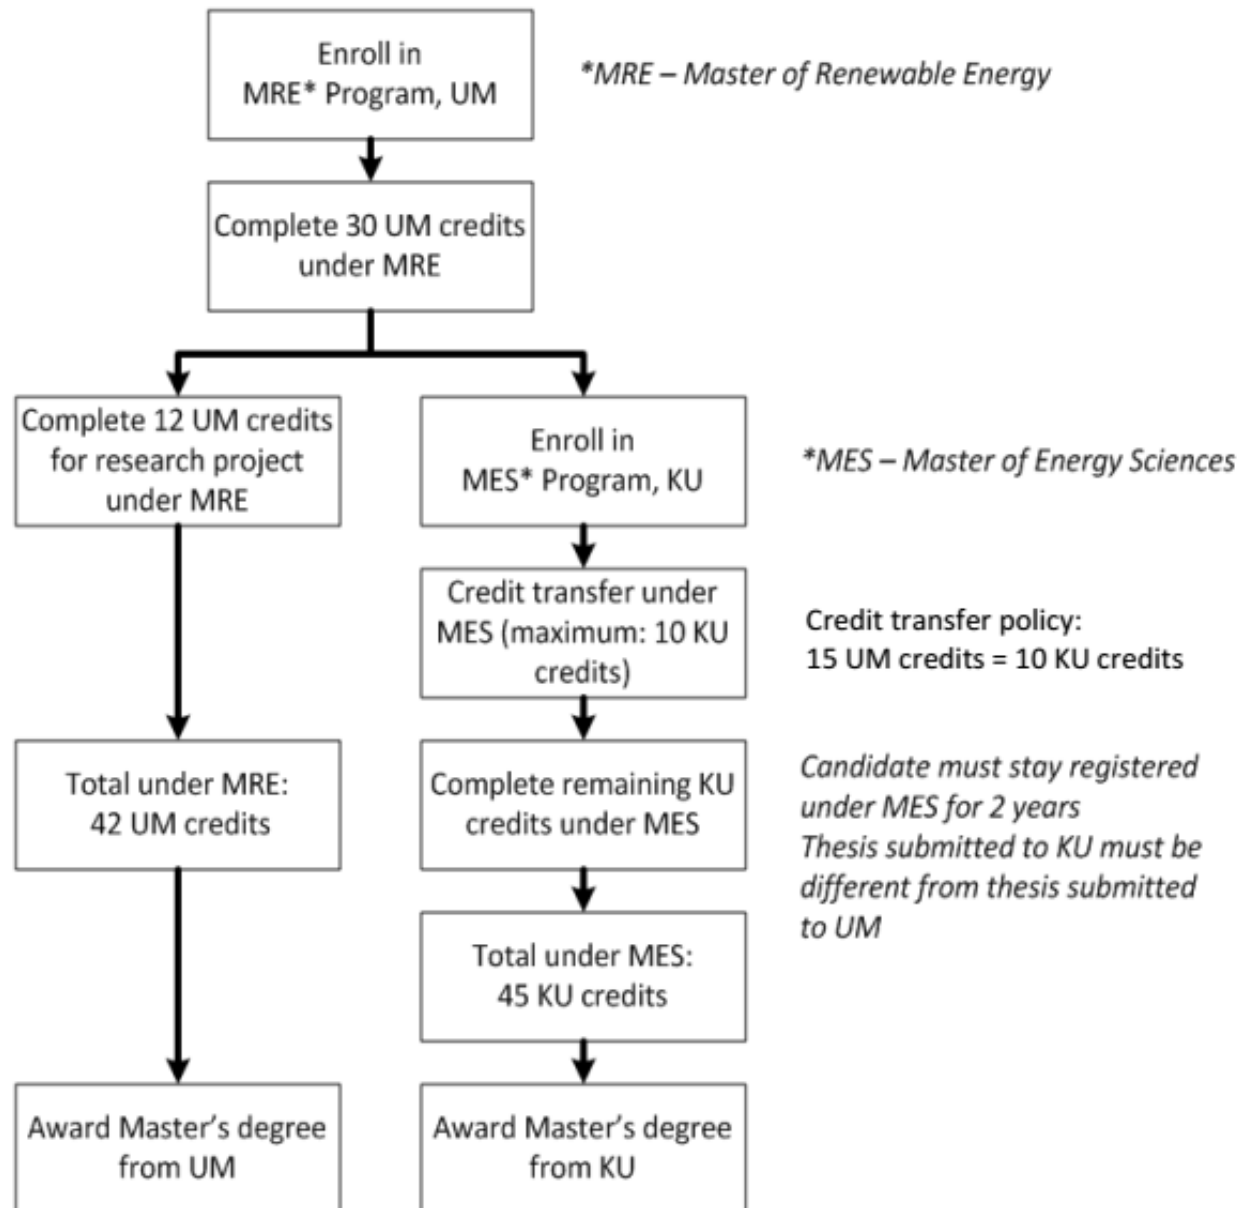 Enroll in
MRE* Program, UM
*MRE – Master of Renewable Energy
Complete 30 UM credits
under MRE
Complete 12 UM credits
for research project
under MRE
Enroll in
MES* Program, KU
*MES – Master of Energy Sciences
Credit transfer under
MES (maximum: 10 KU
credits)
Credit transfer policy:
15 UM credits = 10 KU credits
Total under MRE:
42 UM credits
Complete remaining KU
credits under MES
Candidate must stay registered
under MES for 2 years
Thesis submitted to KU must be
different from thesis submitted
to UM
Total under MES:
45 KU credits
Award Master’s degree
from UM
Award Master’s degree
from KU